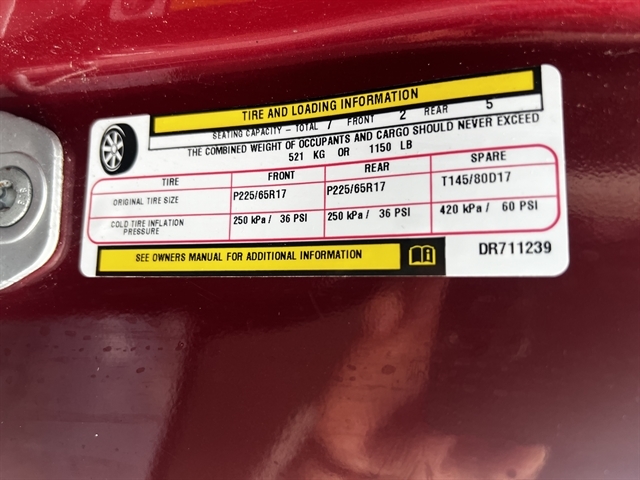 TIRE AND LOADING INFORMATION
SEATING CAPACITY - TOTAL 7 FRONT 2 REAR 5
THE COMBINED WEIGHT OF OCCUPANTS AND CARGO SHOULD NEVER EXCEED
521 KG OR 1150 LB
TIRE FRONT REAR SPARE
ORIGINAL TIRE SIZE P225/65R17 P225/65R17 T145/80D17
COLD TIRE INFLATION PRESSURE 250 kPa / 36 PSI 250 kPa / 36 PSI 420 kPa / 60 PSI
SEE OWNERS MANUAL FOR ADDITIONAL INFORMATION
DR711239